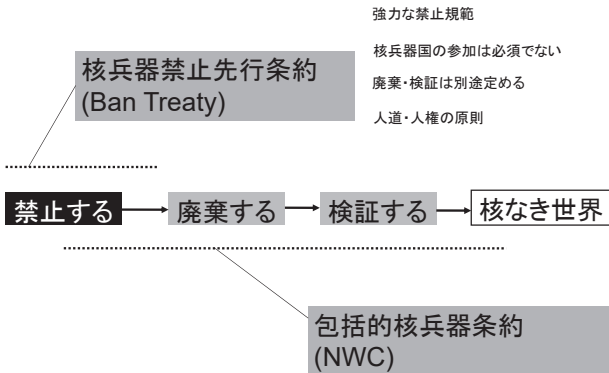 強力な禁止規範
核兵器国の参加は必須でない
廃棄・検証は別途定める
人道・人権の原則
核兵器禁止先行条約
(Ban Treaty)
禁止する
廃棄する
検証する
核なき世界
包括的核兵器条約
(NWC)